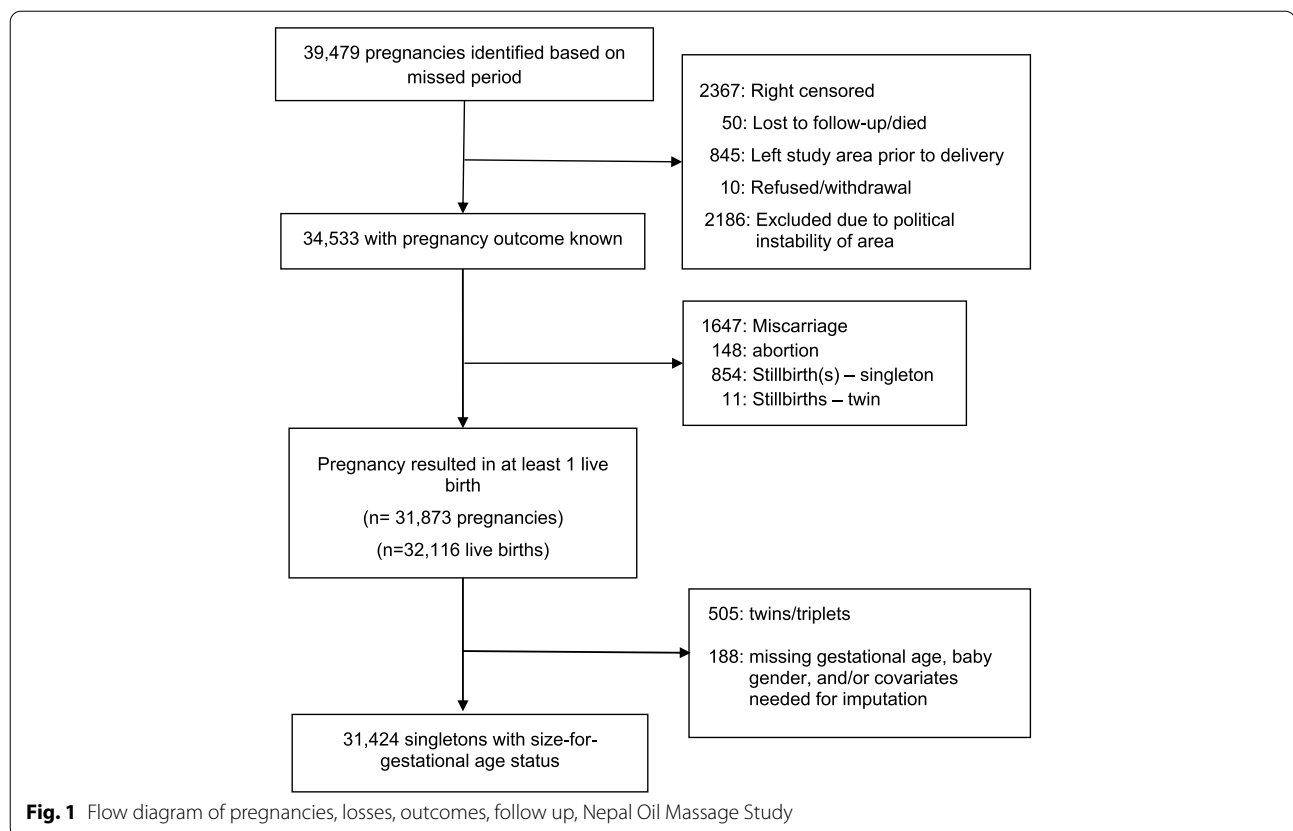 39,479 pregnancies identified based on
missed period
2367: Right censored
50: Lost to follow-up/died
845: Left study area prior to delivery
10: Refused/withdrawal
2186: Excluded due to political
instability of area
34,533 with pregnancy outcome known
1647: Miscarriage
148: abortion
854: Stillbirth(s) – singleton
11: Stillbirths – twin
Pregnancy resulted in at least 1 live
birth
(n= 31,873 pregnancies)
(n=32,116 live births)
505: twins/triplets
188: missing gestational age, baby
gender, and/or covariates
needed for imputation
31,424 singletons with size-for-
gestational age status
Fig. 1 Flow diagram of pregnancies, losses, outcomes, follow up, Nepal Oil Massage Study